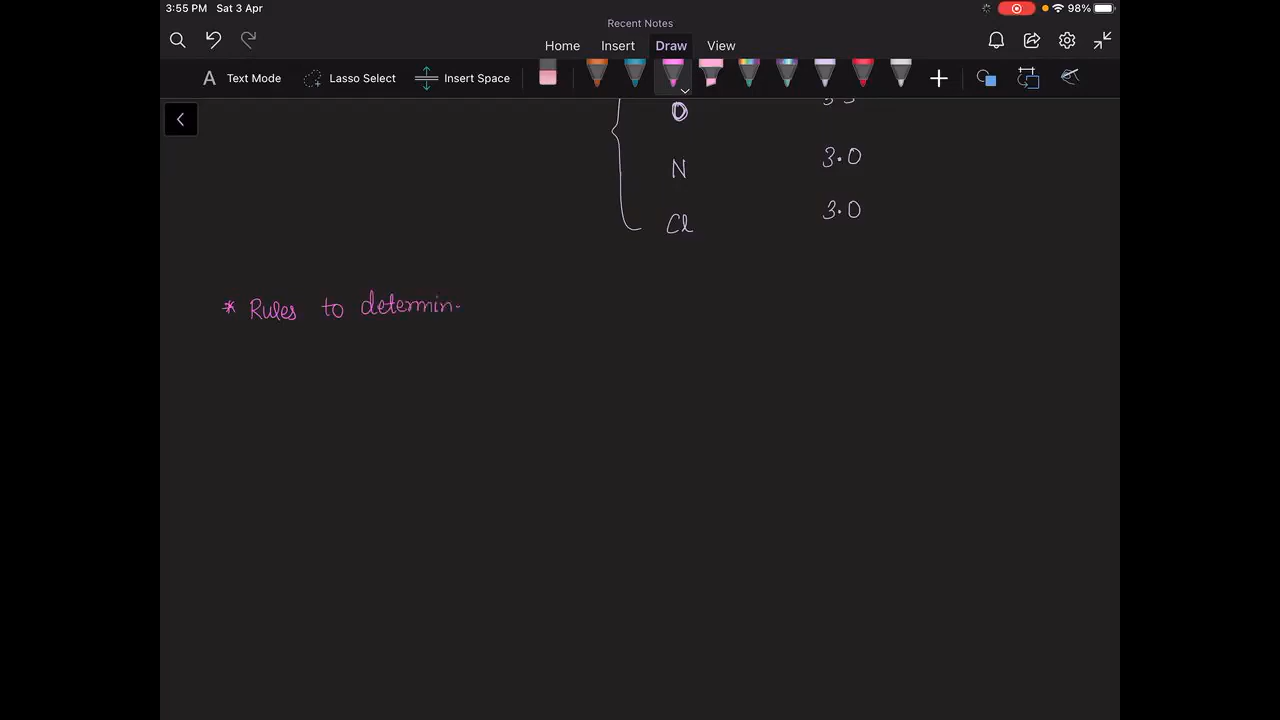 3:55 PM Sat 3 Apr 98%
Recent Notes
Home Insert Draw View
A Text Mode Lasso Select Insert Space
O
N 3.0
Cl 3.0
* Rules to determin